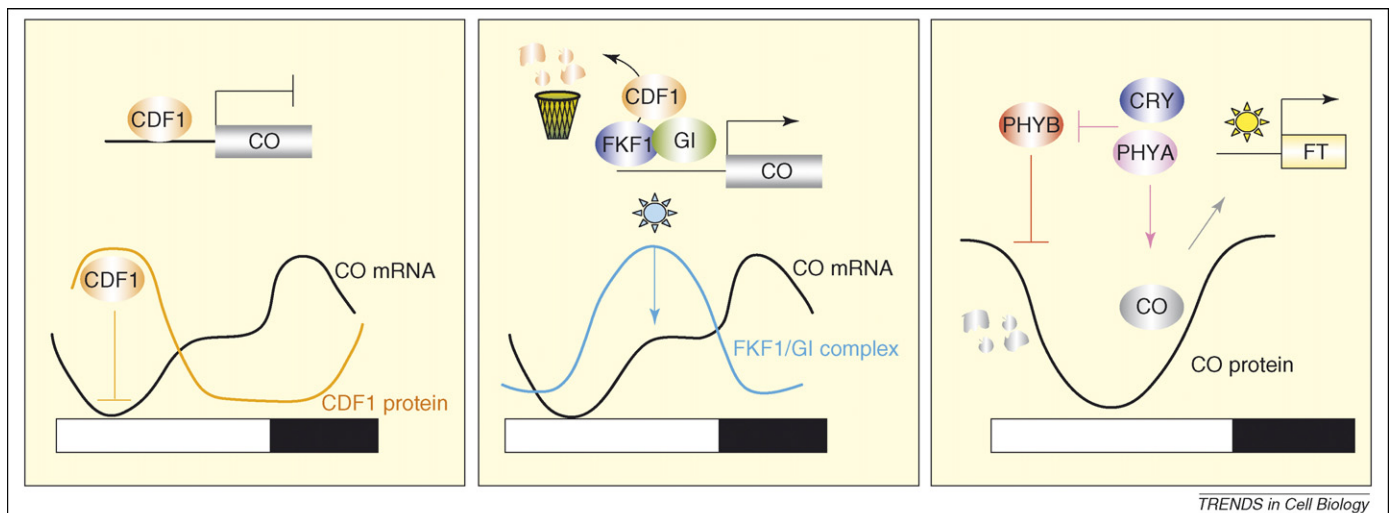 CDF1
CO
CDF1
CO mRNA
CDF1 protein
CDF1
FKF1
GI
CO
CO mRNA
FKF1/GI complex
CRY
PHYB
PHYA
FT
CO
CO protein
TRENDS in Cell Biology